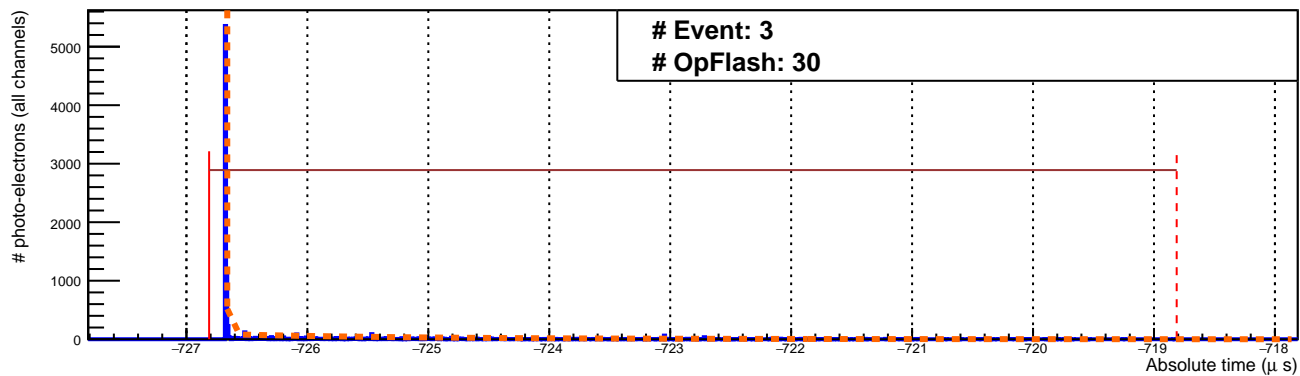 # Event: 3
# OpFlash: 30
# photo-electrons (all channels)
5000
4000
3000
2000
1000
0
−727 −726 −725 −724 −723 −722 −721 −720 −719 −718
Absolute time (μ s)